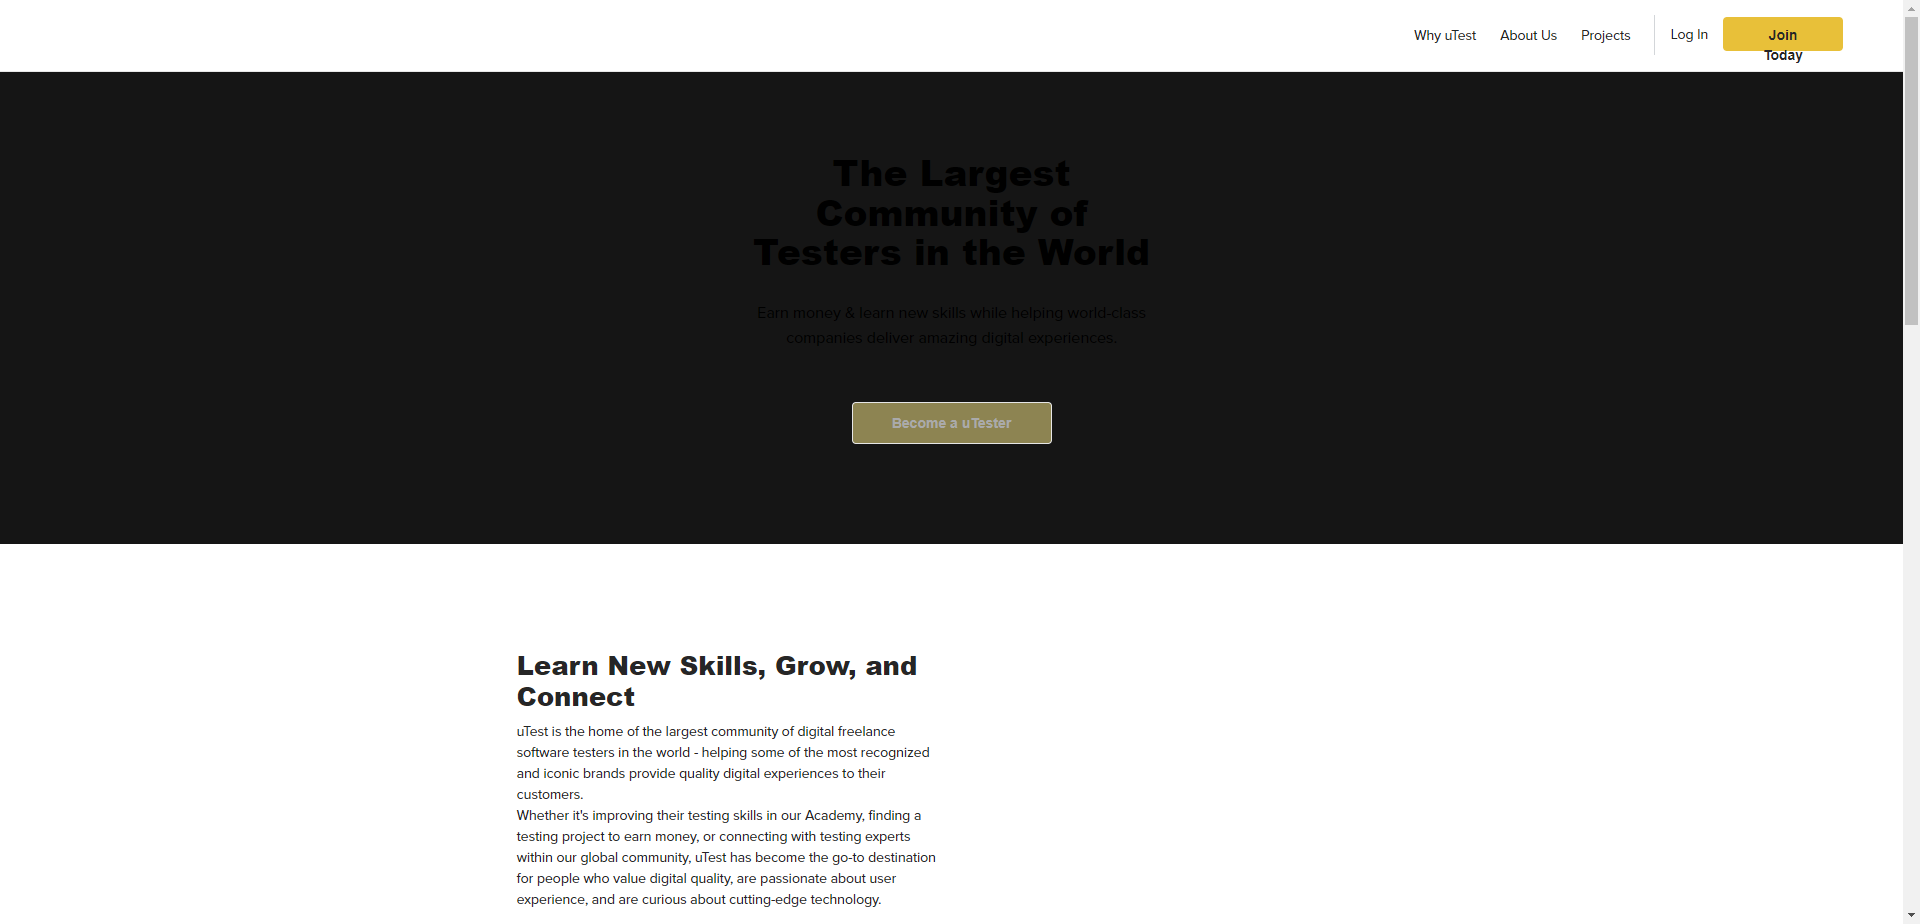 Why uTest About Us Projects Log In Join
Today
The Largest
Community of
Testers in the World
Earn money & learn new skills while helping world-class
companies deliver amazing digital experiences.
Become a uTester
Learn New Skills, Grow, and
Connect
uTest is the home of the largest community of digital freelance
software testers in the world - helping some of the most recognized
and iconic brands provide quality digital experiences to their
customers.
Whether it's improving their testing skills in our Academy, finding a
testing project to earn money, or connecting with testing experts
within our global community, uTest has become the go-to destination
for people who value digital quality, are passionate about user
experience, and are curious about cutting-edge technology.